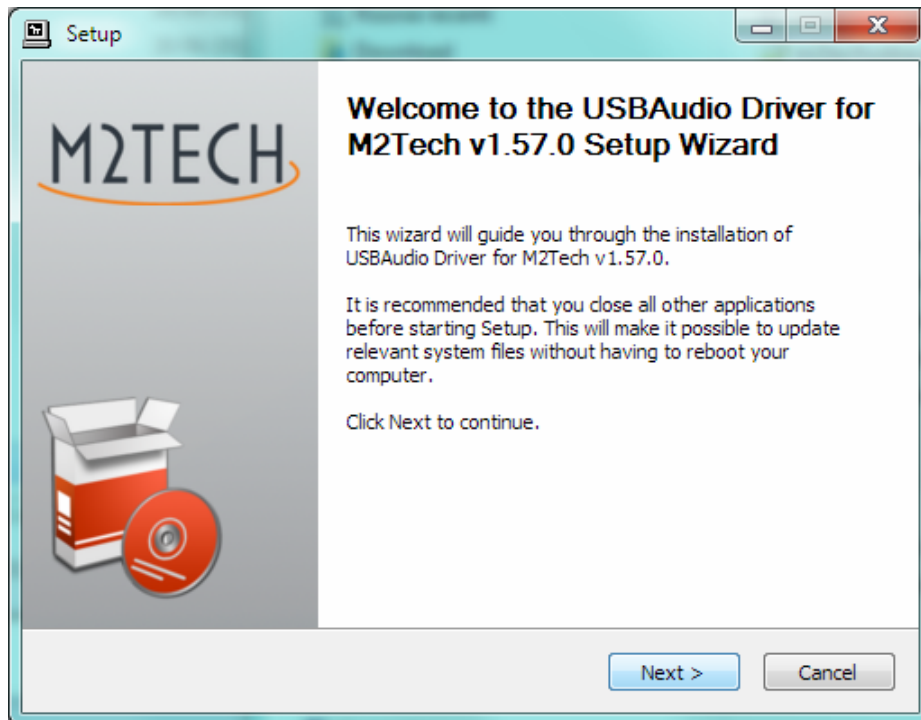 Setup
M2TECH
Welcome to the USBAudio Driver for
M2Tech v1.57.0 Setup Wizard
This wizard will guide you through the installation of
USBAudio Driver for M2Tech v1.57.0.
It is recommended that you close all other applications
before starting Setup. This will make it possible to update
relevant system files without having to reboot your
computer.
Click Next to continue.
Next >
Cancel